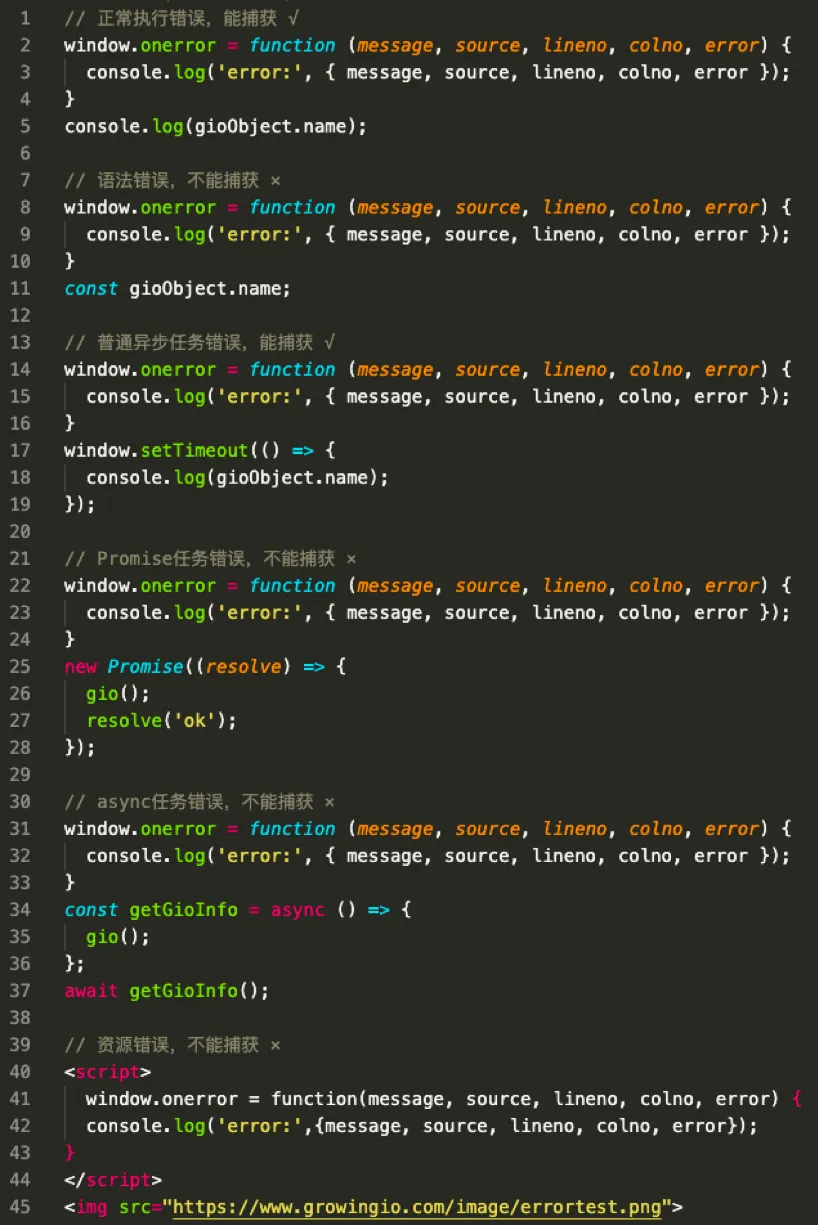 1 // 正常执行错误，能捕获 √
2 window.onerror = function (message, source, lineno, colno, error) {
3   console.log('error:', { message, source, lineno, colno, error });
4 }
5 console.log(gioObject.name);
6
7 // 语法错误，不能捕获 ×
8 window.onerror = function (message, source, lineno, colno, error) {
9   console.log('error:', { message, source, lineno, colno, error });
10 }
11 const gioObject.name;
12
13 // 普通异步任务错误，能捕获 √
14 window.onerror = function (message, source, lineno, colno, error) {
15   console.log('error:', { message, source, lineno, colno, error });
16 }
17 window.setTimeout(() => {
18   console.log(gioObject.name);
19 });
20
21 // Promise任务错误，不能捕获 ×
22 window.onerror = function (message, source, lineno, colno, error) {
23   console.log('error:', { message, source, lineno, colno, error });
24 }
25 new Promise((resolve) => {
26   gio();
27   resolve('ok');
28 });
29
30 // async任务错误，不能捕获 ×
31 window.onerror = function (message, source, lineno, colno, error) {
32   console.log('error:', { message, source, lineno, colno, error });
33 }
34 const getGioInfo = async () => {
35   gio();
36 };
37 await getGioInfo();
38
39 // 资源错误，不能捕获 ×
40 <script>
41   window.onerror = function(message, source, lineno, colno, error) {
42   console.log('error:',{message, source, lineno, colno, error});
43 }
44 </script>
45 <img src="https://www.growingio.com/image/errortest.png">